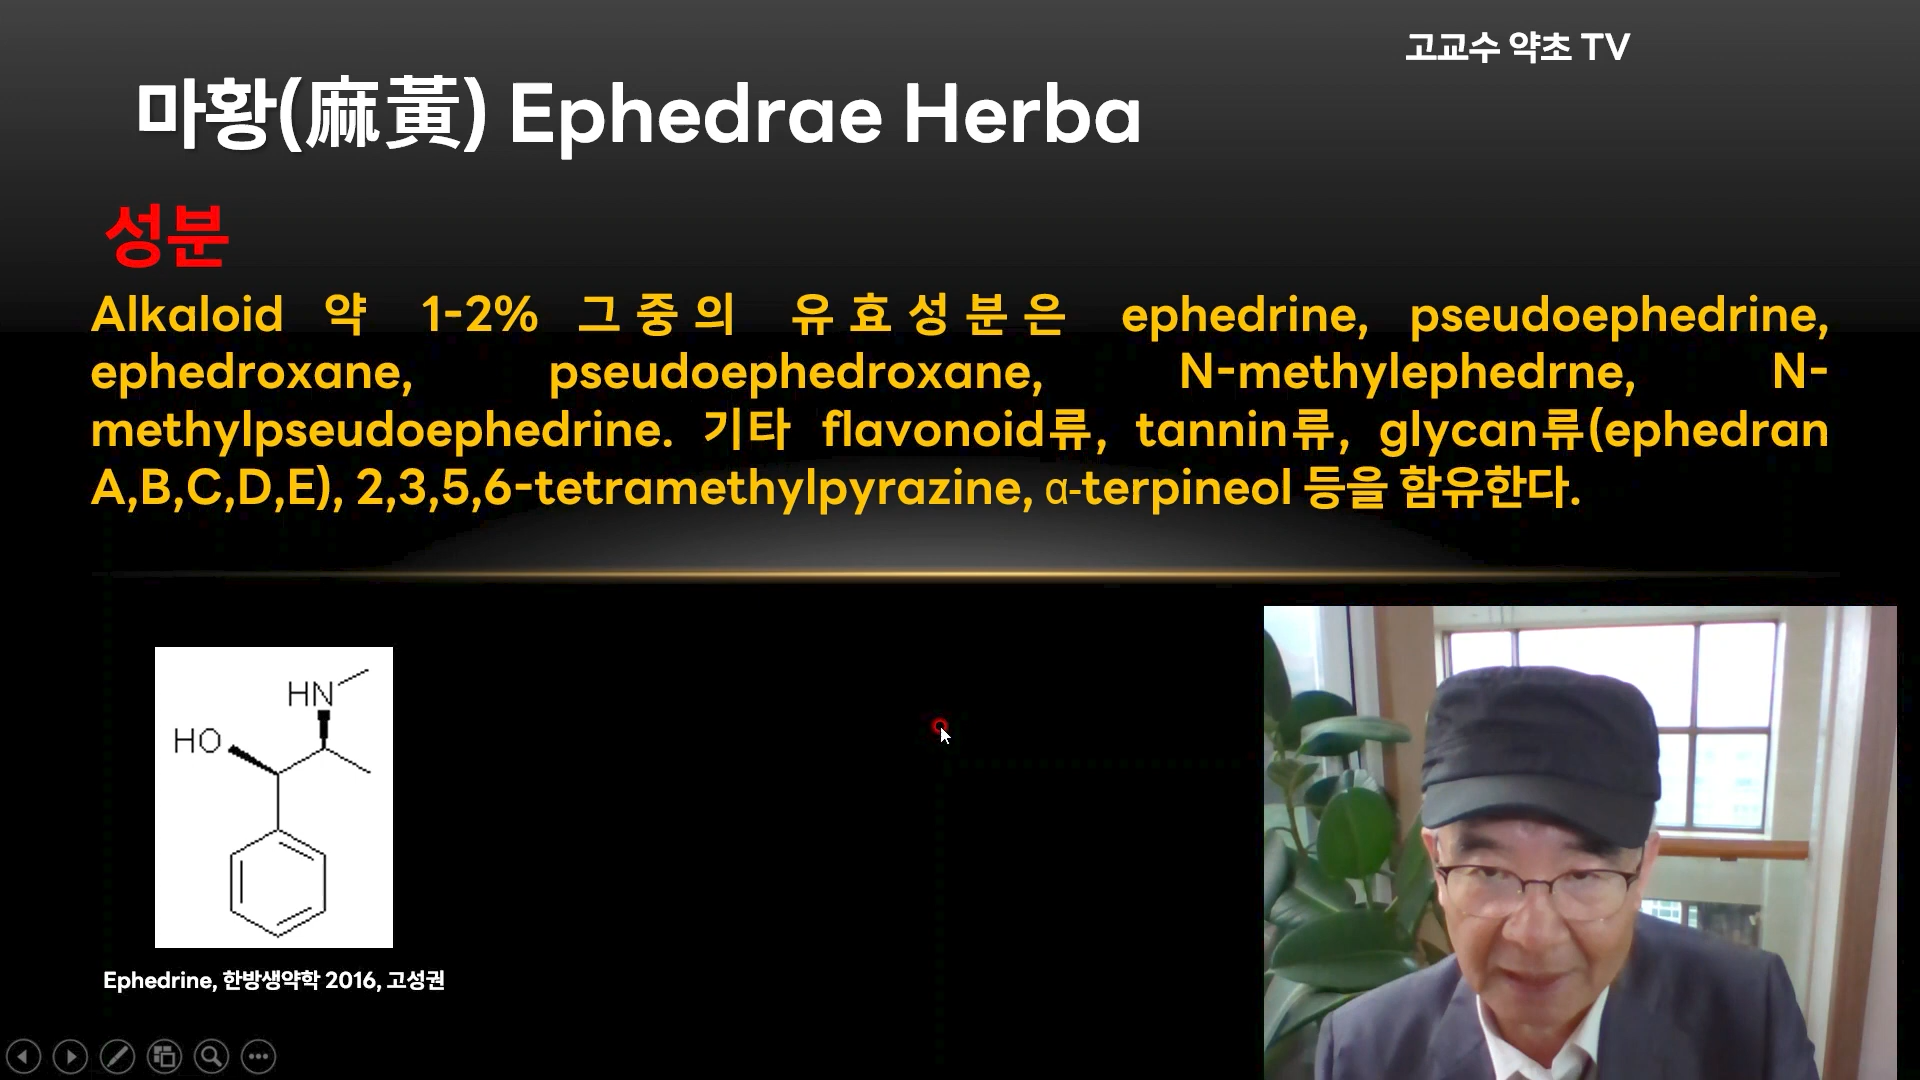 고교수 약초 TV
마황(麻黃) Ephedrae Herba
성분
Alkaloid 약 1-2% 그중의 유효성분은 ephedrine, pseudoephedrine,
ephedroxane, pseudoephedroxane, N-methylephedrne, N-
methylpseudoephedrine. 기타 flavonoid류, tannin류, glycan류(ephedran
A,B,C,D,E), 2,3,5,6-tetramethylpyrazine, α-terpineol 등을 함유한다.
HN
HO
Ephedrine, 한방생약학 2016, 고성권